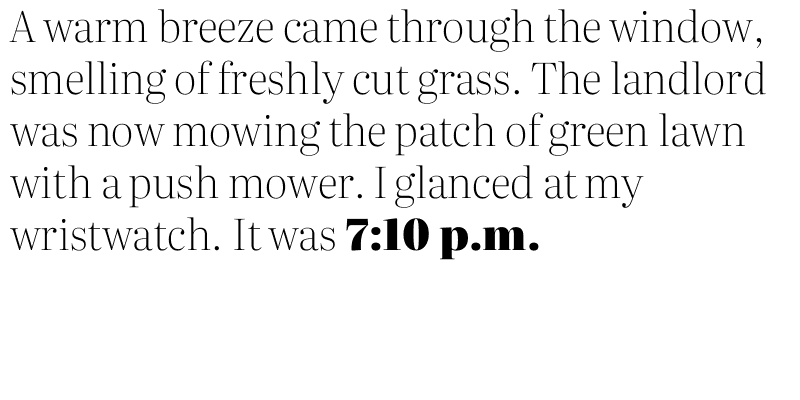 A warm breeze came through the window,
smelling of freshly cut grass. The landlord
was now mowing the patch of green lawn
with a push mower. I glanced at my
wristwatch. It was 7:10 p.m.